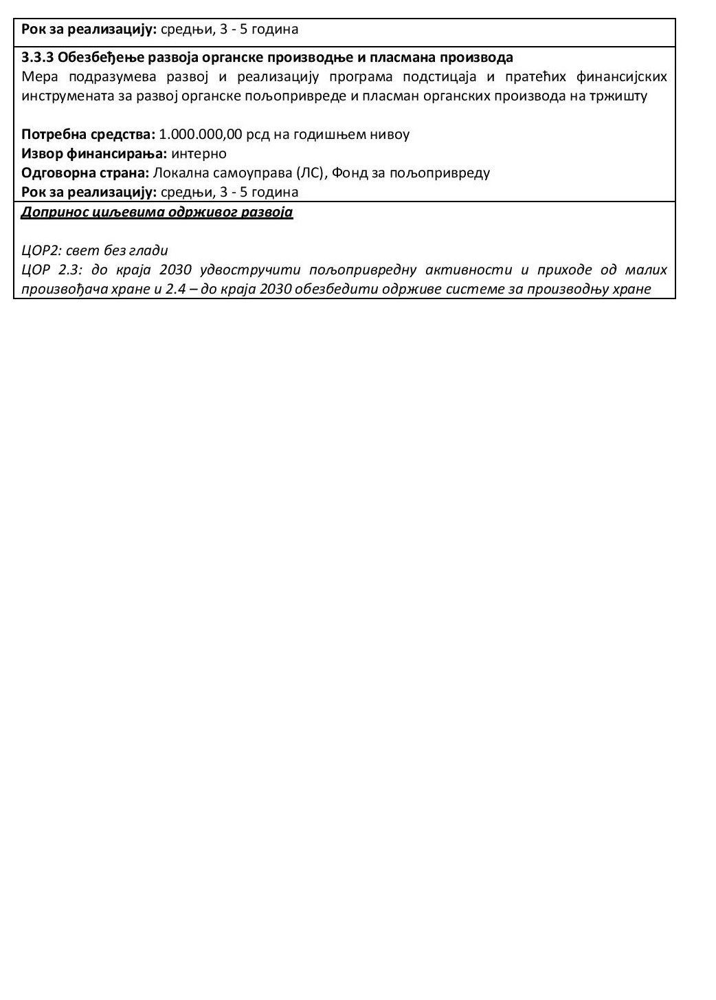 Рок за реализацију: средњи, 3 - 5 година
3.3.3 Обезбеђење развоја органске производње и пласмана производа
Мера подразумева развој и реализацију програма подстицаја и пратећих финансијских
инструмената за развој органске пољопривреде и пласман органских производа на тржишту
Потребна средства: 1.000.000,00 рсд на годишњем нивоу
Извор финансирања: интерно
Одговорна страна: Локална самоуправа (ЛС), Фонд за пољопривреду
Рок за реализацију: средњи, 3 - 5 година
Допринос циљевима одрживог развоја
ЦОР2: свет без глади
ЦОР 2.3: до краја 2030 удвостручити пољопривредну активности и приходе од малих
произвођача хране и 2.4 – до краја 2030 обезбедити одрживе системе за производњу хране